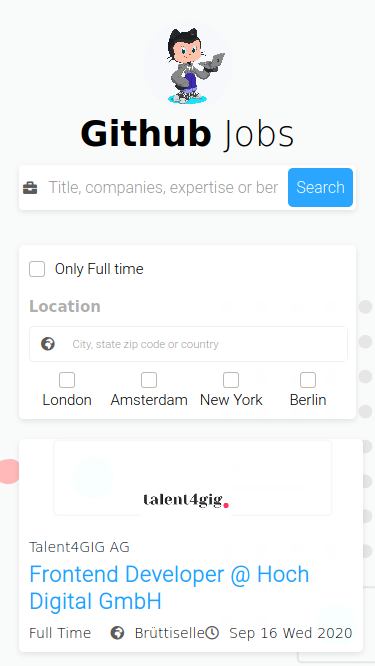 Github Jobs
Title, companies, expertise or ber
Search
Only Full time
Location
City, state zip code or country
London
Amsterdam
New York
Berlin
talent4gig.
Talent4GIG AG
Frontend Developer @ Hoch
Digital GmbH
Full Time Brüttiselle Sep 16 Wed 2020